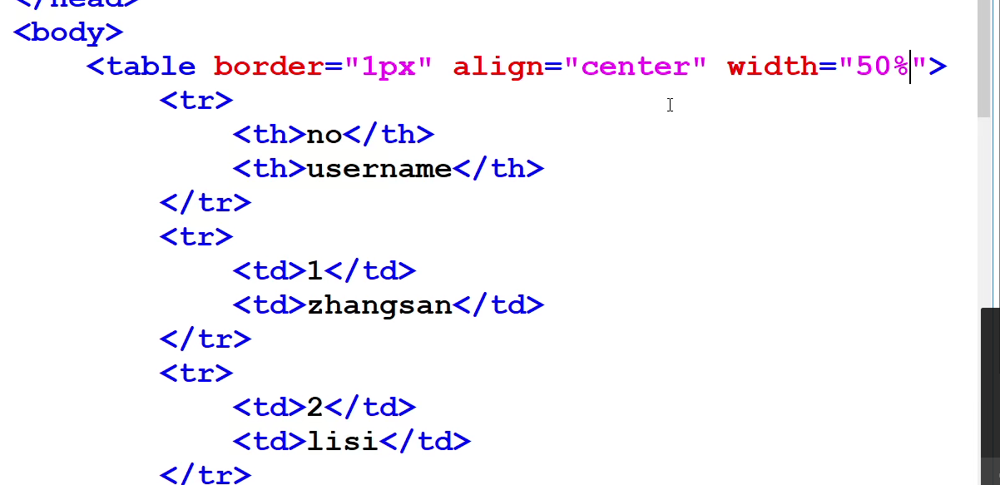 </head>
<body>
<table border="1px" align="center" width="50%">
<tr>
<th>no</th>
<th>username</th>
</tr>
<tr>
<td>1</td>
<td>zhangsan</td>
</tr>
<tr>
<td>2</td>
<td>lisi</td>
</tr>